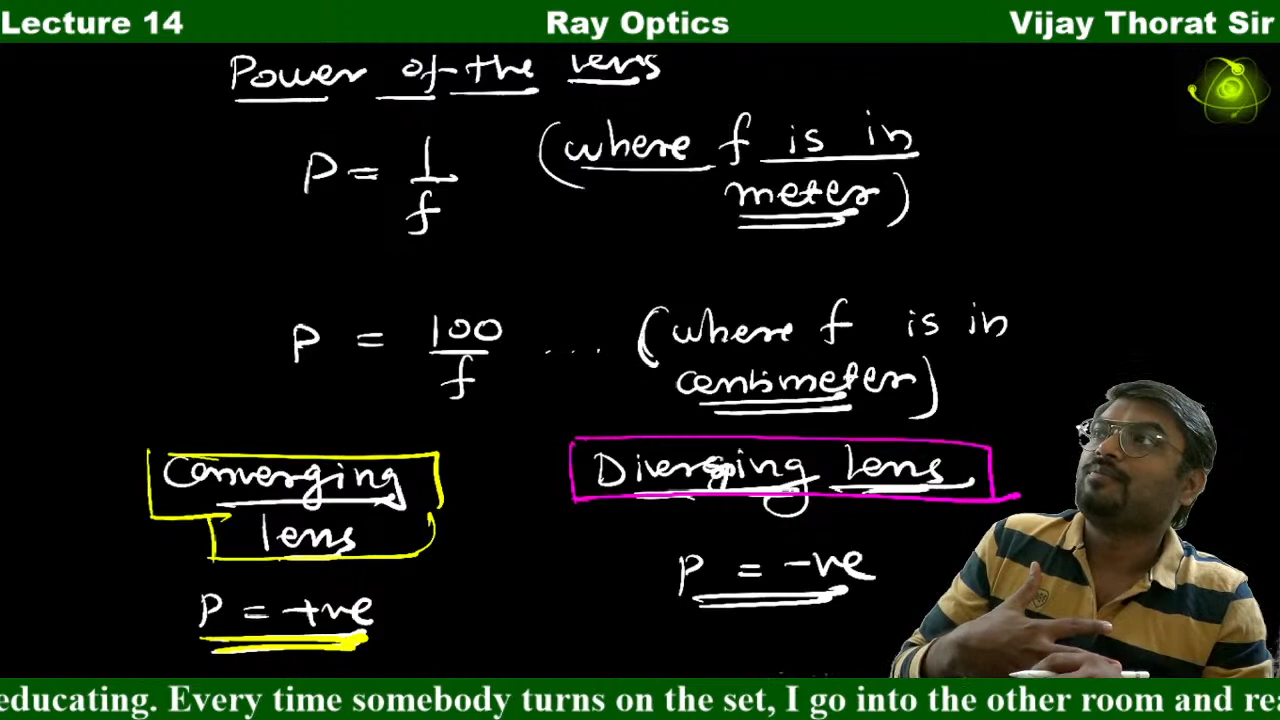 Lecture 14
Ray Optics
Vijay Thorat Sir
Power of the lens
P = 1/f (where f is in
meter)
P = 100/f ... (where f is in
centimeter)
Converging
lens
P = +ve
Diverging lens
P = -ve
educating. Every time somebody turns on the set, I go into the other room and